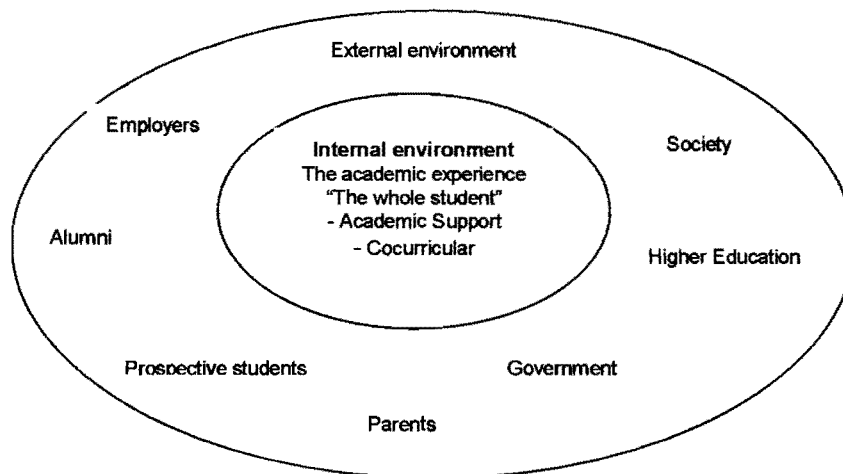 External environment
Employers
Society
Internal environment
The academic experience
“The whole student”
- Academic Support
- Cocurricular
Alumni
Higher Education
Prospective students
Government
Parents